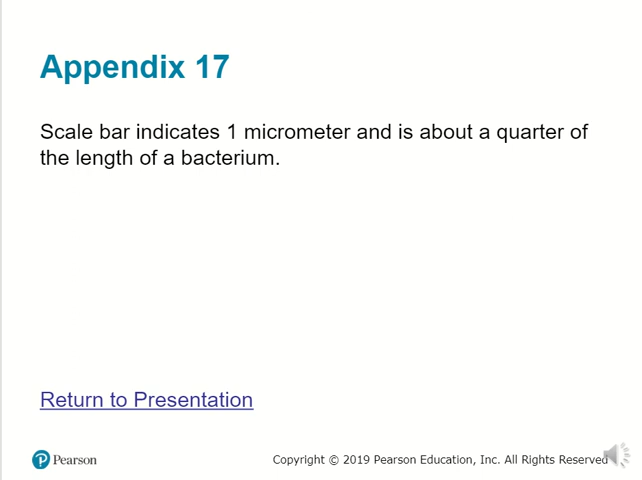 Appendix 17
Scale bar indicates 1 micrometer and is about a quarter of
the length of a bacterium.
Return to Presentation
Pearson
Copyright © 2019 Pearson Education, Inc. All Rights Reserved